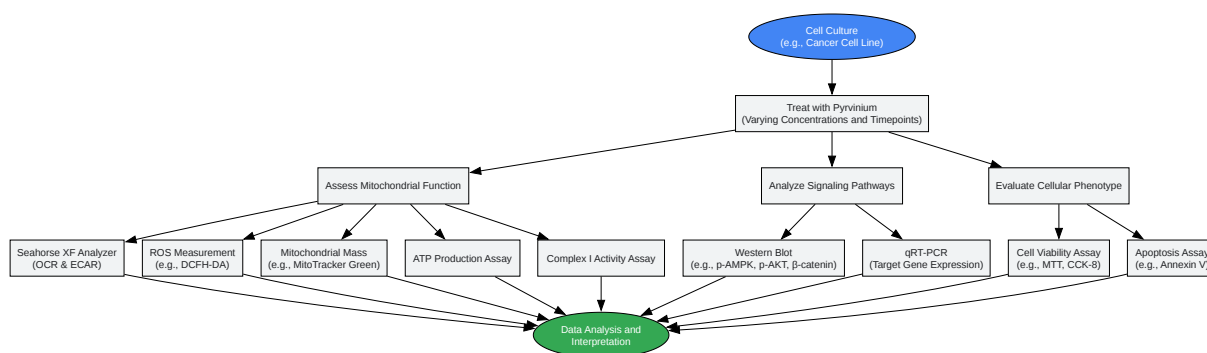 Cell Culture
(e.g., Cancer Cell Line)
Treat with Pyrvinium
(Varying Concentrations and Timepoints)
Assess Mitochondrial Function
Analyze Signaling Pathways
Evaluate Cellular Phenotype
Seahorse XF Analyzer
(OCR & ECAR)
ROS Measurement
(e.g., DCFH-DA)
Mitochondrial Mass
(e.g., MitoTracker Green)
ATP Production Assay
Complex I Activity Assay
Western Blot
(e.g., p-AMPK, p-AKT, β-catenin)
qRT-PCR
(Target Gene Expression)
Cell Viability Assay
(e.g., MTT, CCK-8)
Apoptosis Assay
(e.g., Annexin V)
Data Analysis and
Interpretation